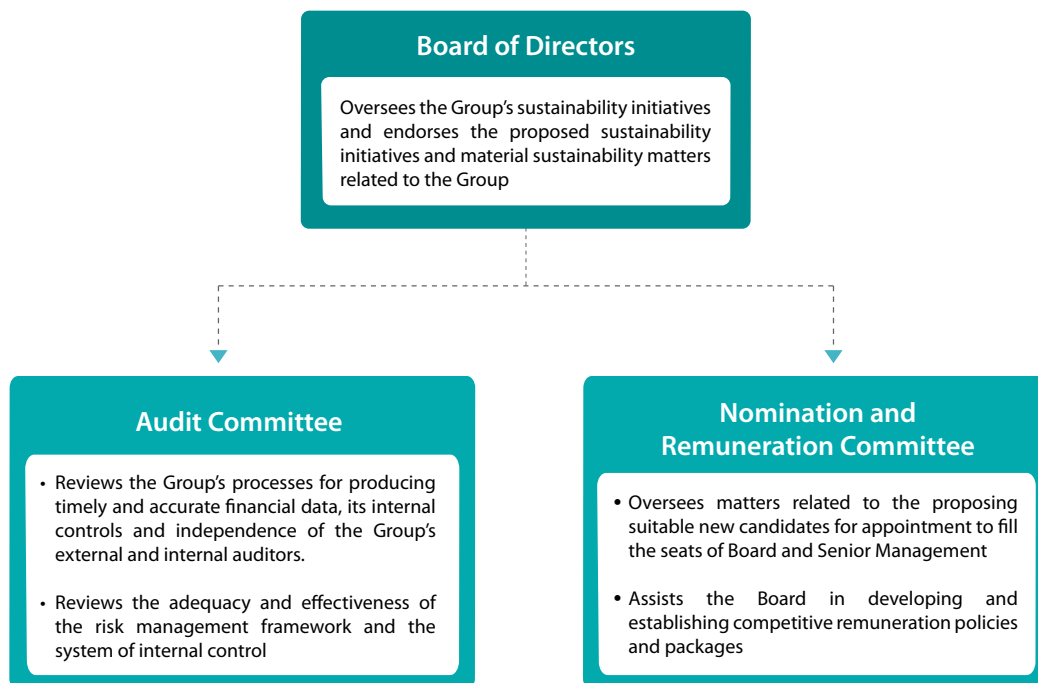 Board of Directors
Oversees the Group's sustainability initiatives
and endorses the proposed sustainability
initiatives and material sustainability matters
related to the Group
Audit Committee
• Reviews the Group's processes for producing
timely and accurate financial data, its internal
controls and independence of the Group's
external and internal auditors.
• Reviews the adequacy and effectiveness of
the risk management framework and the
system of internal control
Nomination and
Remuneration Committee
• Oversees matters related to the proposing
suitable new candidates for appointment to fill
the seats of Board and Senior Management
• Assists the Board in developing and
establishing competitive remuneration policies
and packages